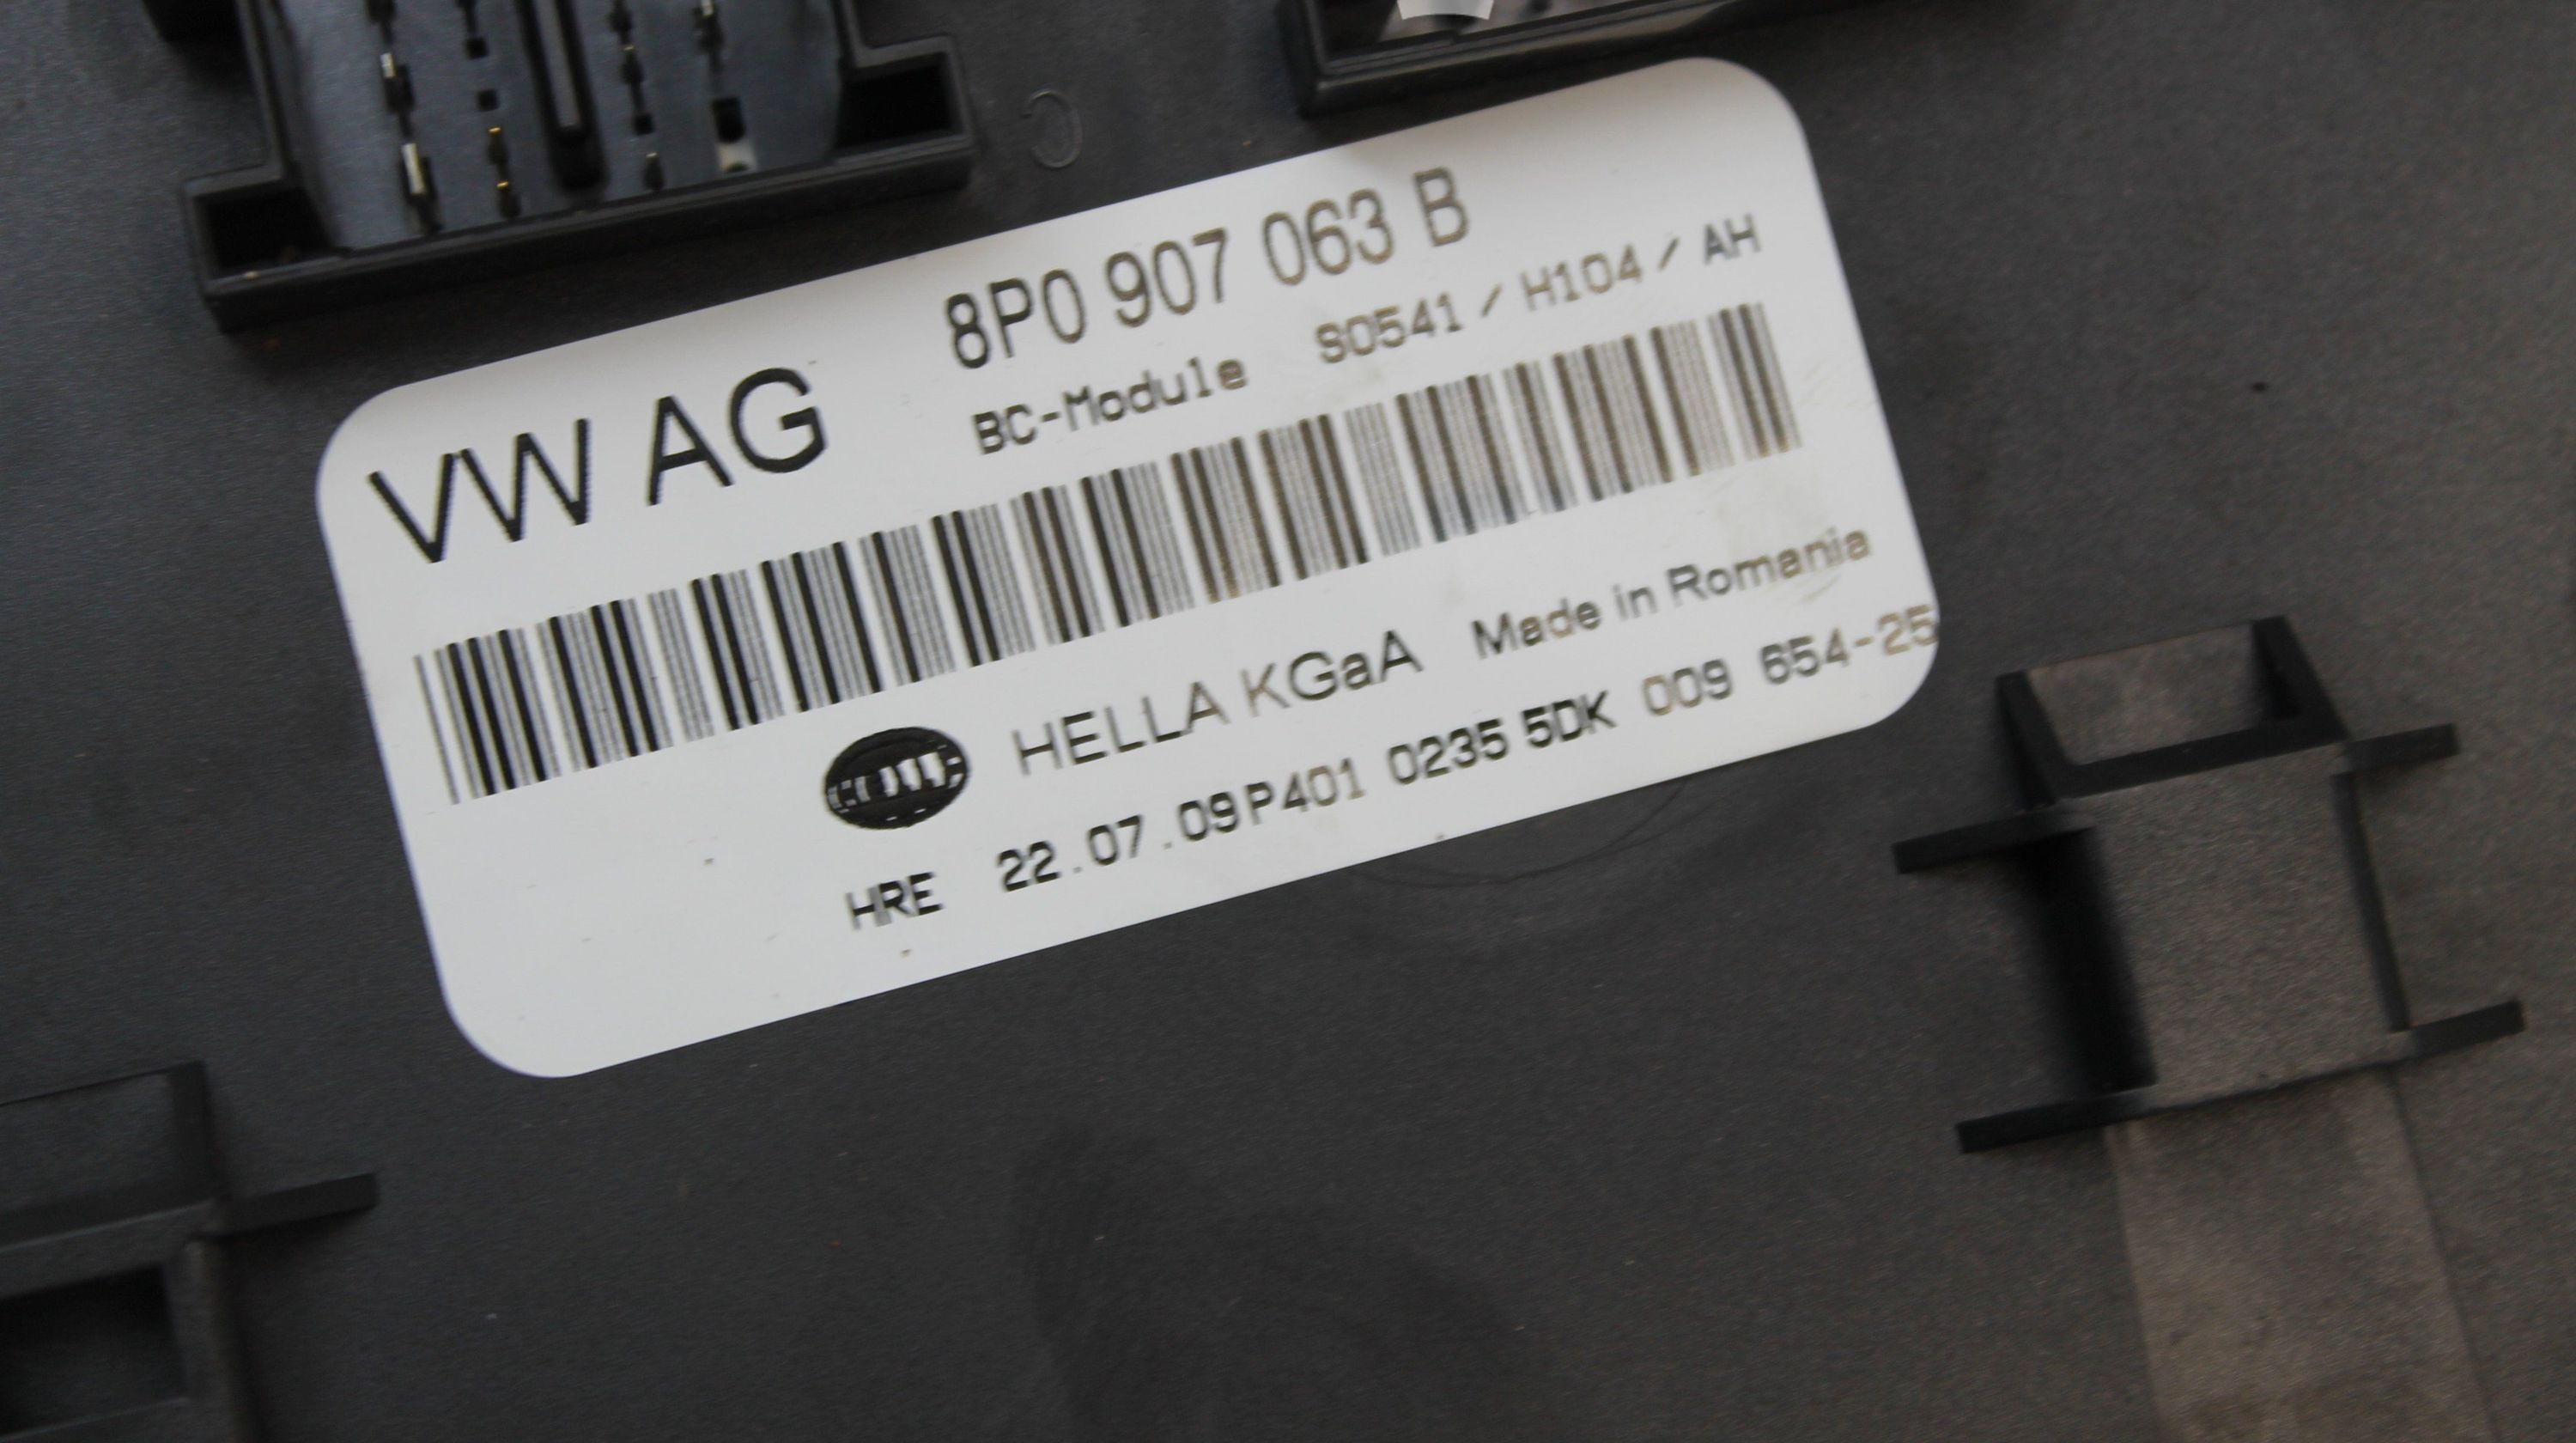 VW AG 8P0 907 063 B
BC-Module S0541 / H104 / AH
HELLA KGaA Made in Romania
HRE 22.07.09 P401 0235 5DK 009 654-25